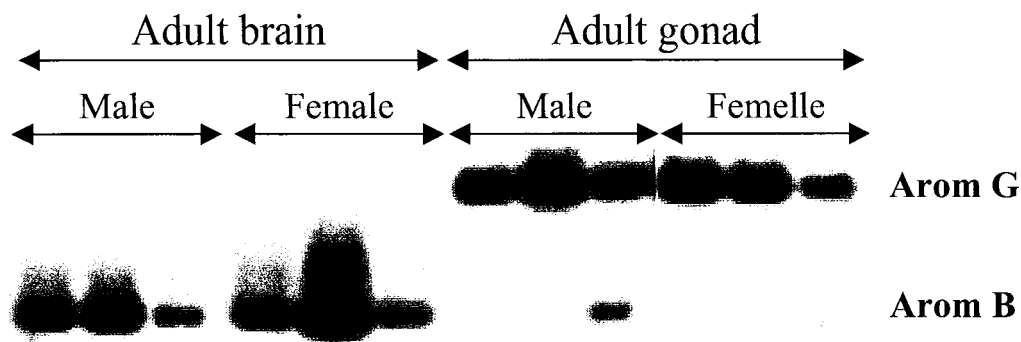 Adult brain Adult gonad
Male Female Male Femelle
Arom G
Arom B